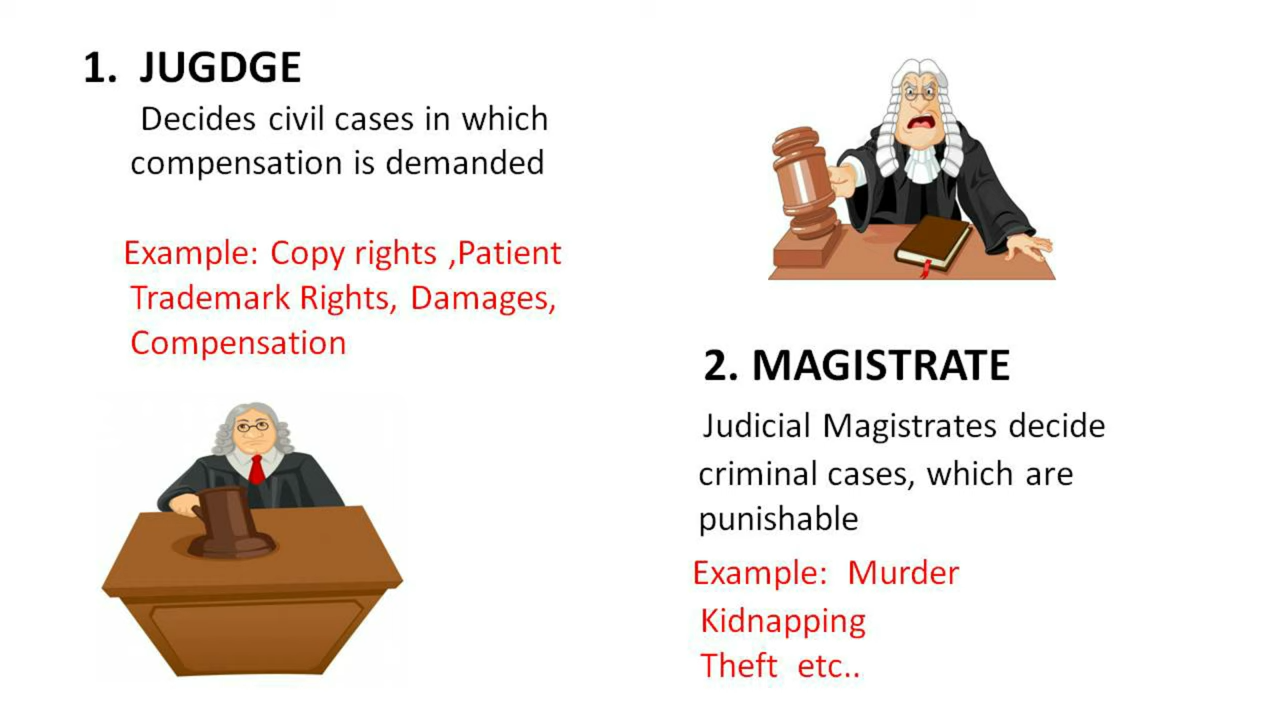 1. JUGDGE
Decides civil cases in which
compensation is demanded
Example: Copy rights ,Patient
Trademark Rights, Damages,
Compensation
2. MAGISTRATE
Judicial Magistrates decide
criminal cases, which are
punishable
Example: Murder
Kidnapping
Theft etc..